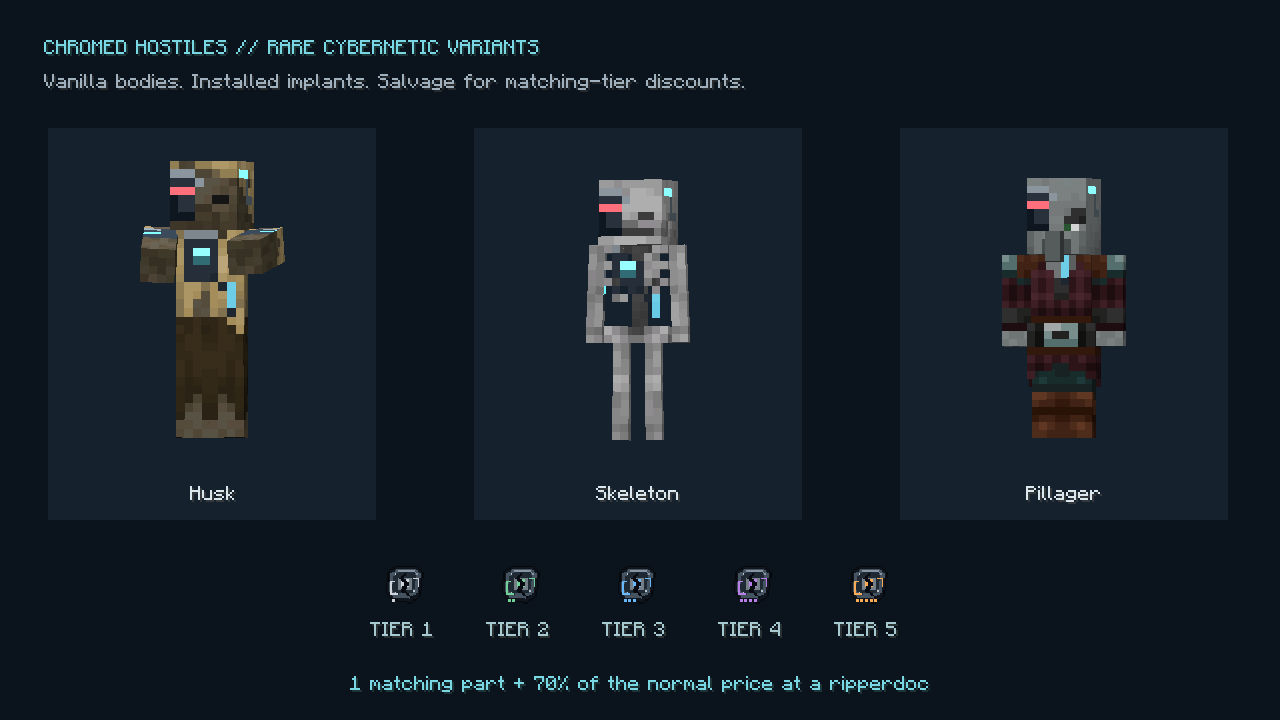 CHROMED HOSTILES // RARE CYBERNETIC VARIANTS
Vanilla bodies. Installed implants. Salvage for matching-tier discounts.
Husk
Skeleton
Pillager
TIER 1
TIER 2
TIER 3
TIER 4
TIER 5
1 matching part + 70% of the normal price at a ripperdoc